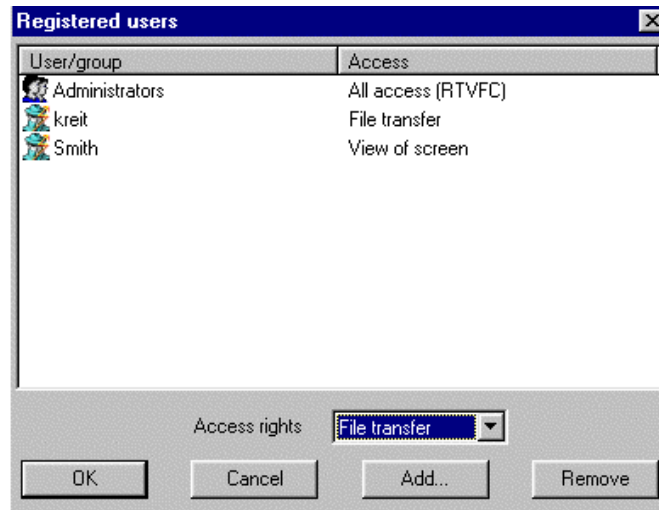 Registered users
User/group Access
Administrators All access (RTVFC)
kreit File transfer
Smith View of screen
Access rights File transfer
OK Cancel Add... Remove